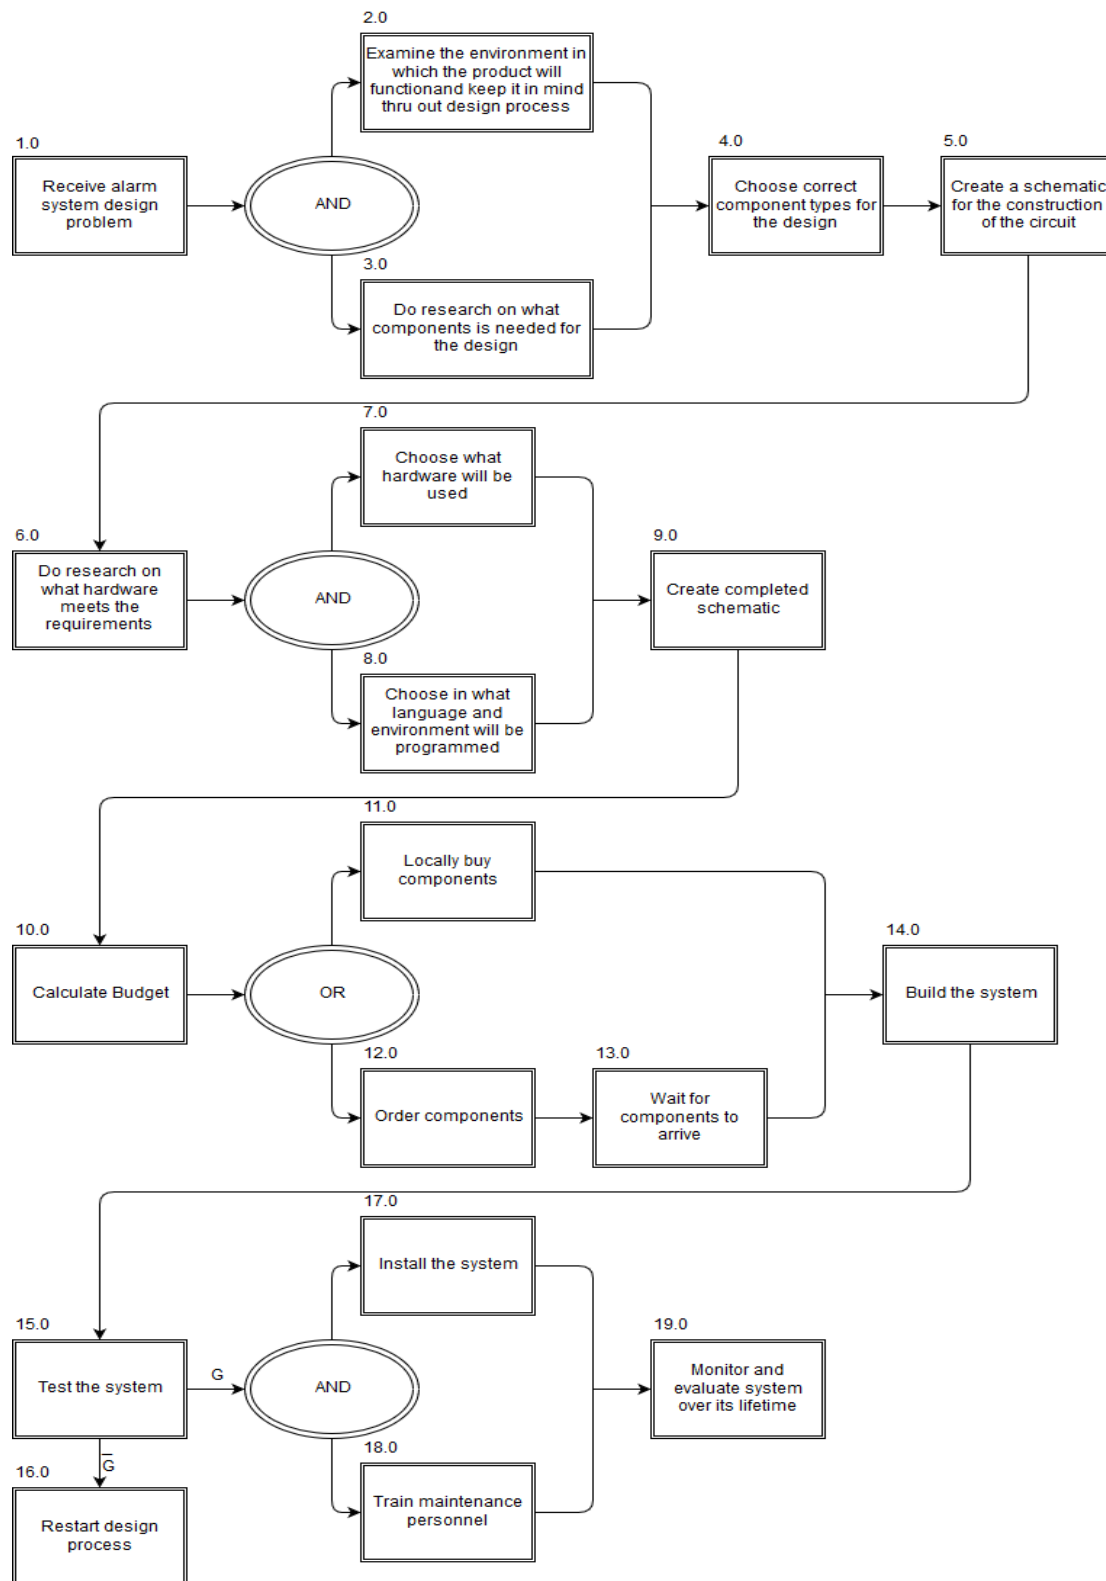 2.0
Examine the environment in
which the product will
functionand keep it in mind
thru out design process
1.0
Receive alarm
system design
problem
AND
3.0
Do research on what
components is needed for
the design
4.0
Choose correct
component types for
the design
5.0
Create a schematic
for the construction
of the circuit
6.0
Do research on
what hardware
meets the
requirements
AND
7.0
Choose what
hardware will be
used
8.0
Choose in what
language and
environment will be
programmed
9.0
Create completed
schematic
10.0
Calculate Budget
OR
11.0
Locally buy
components
12.0
Order components
13.0
Wait for
components to
arrive
14.0
Build the system
15.0
Test the system
G
G̅
16.0
Restart design
process
AND
17.0
Install the system
18.0
Train maintenance
personnel
19.0
Monitor and
evaluate system
over its lifetime